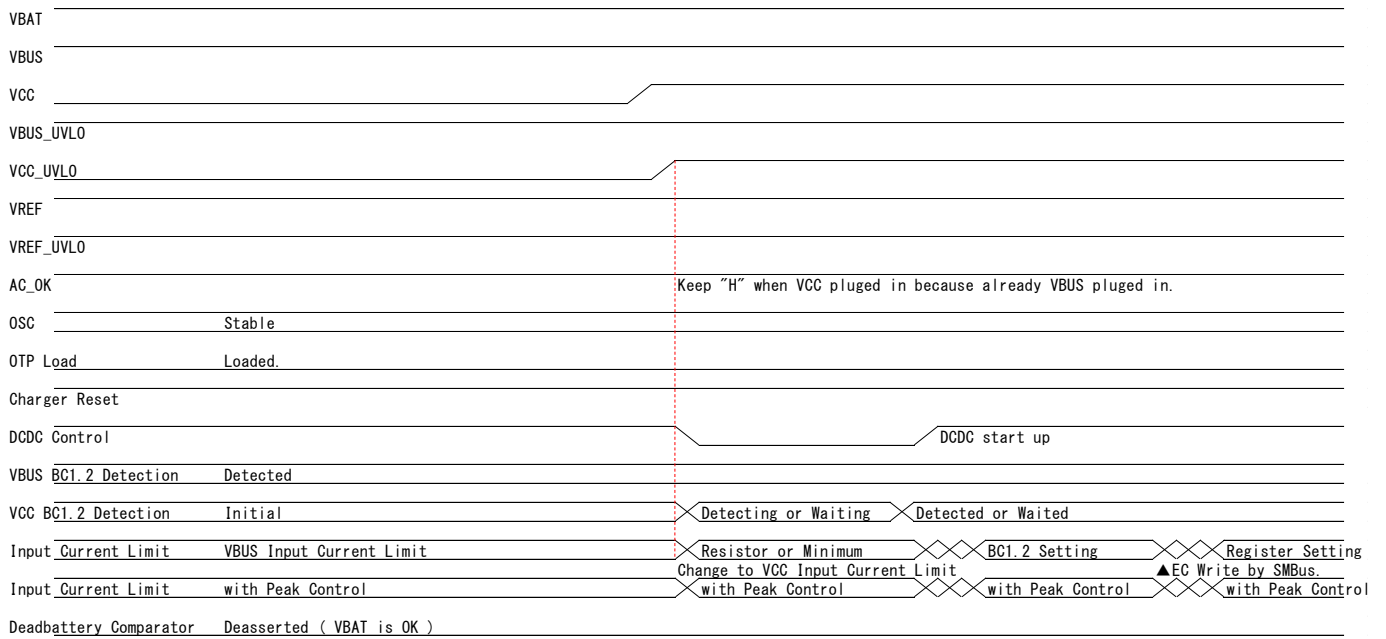 VBAT
VBUS
VCC
VBUS_UVLO
VCC_UVLO
VREF
VREF_UVLO
AC_OK Keep "H" when VCC pluged in because already VBUS pluged in.
OSC Stable
OTP Load Loaded.
Charger Reset
DCDC Control DCDC start up
VBUS BC1.2 Detection Detected
VCC BC1.2 Detection Initial Detecting or Waiting Detected or Waited
Input Current Limit VBUS Input Current Limit Resistor or Minimum BC1.2 Setting Register Setting
Change to VCC Input Current Limit ▲EC Write by SMBus.
Input Current Limit with Peak Control with Peak Control with Peak Control with Peak Control
Deadbattery Comparator Deasserted ( VBAT is OK )